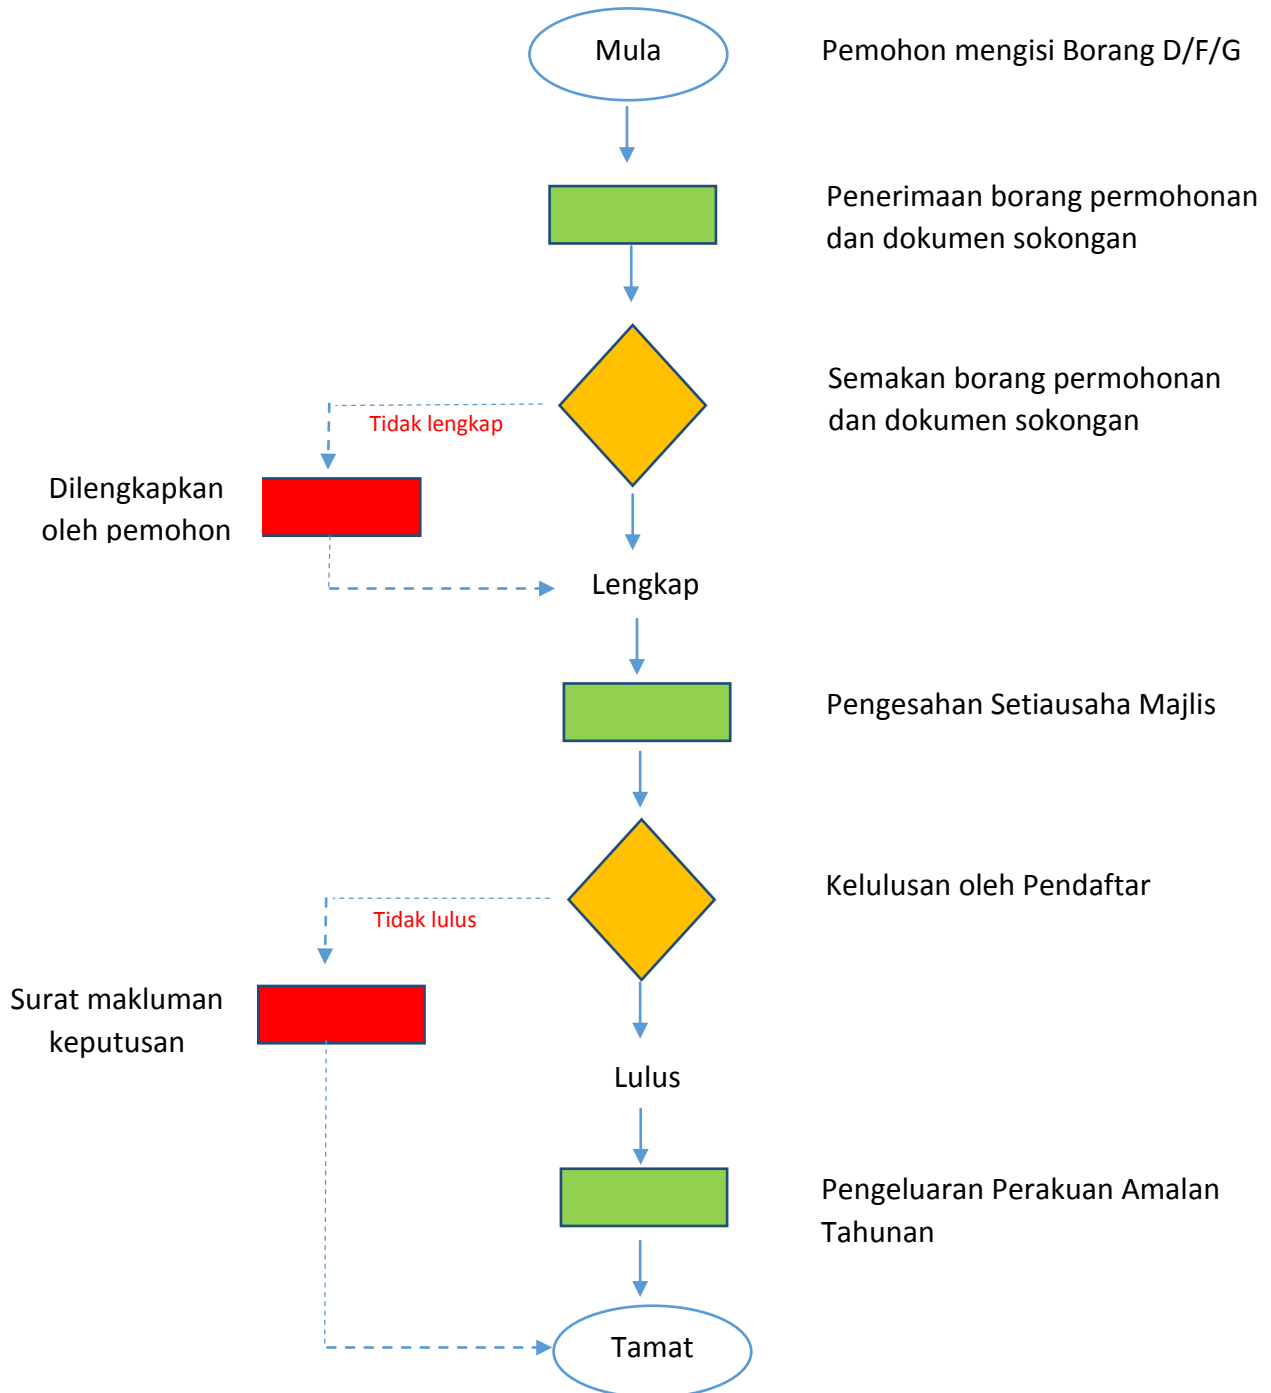 Mula
Pemohon mengisi Borang D/F/G
Penerimaan borang permohonan
dan dokumen sokongan
Semakan borang permohonan
dan dokumen sokongan
Tidak lengkap
Dilengkapkan
oleh pemohon
Lengkap
Pengesahan Setiausaha Majlis
Kelulusan oleh Pendaftar
Tidak lulus
Surat makluman
keputusan
Lulus
Pengeluaran Perakuan Amalan
Tahunan
Tamat